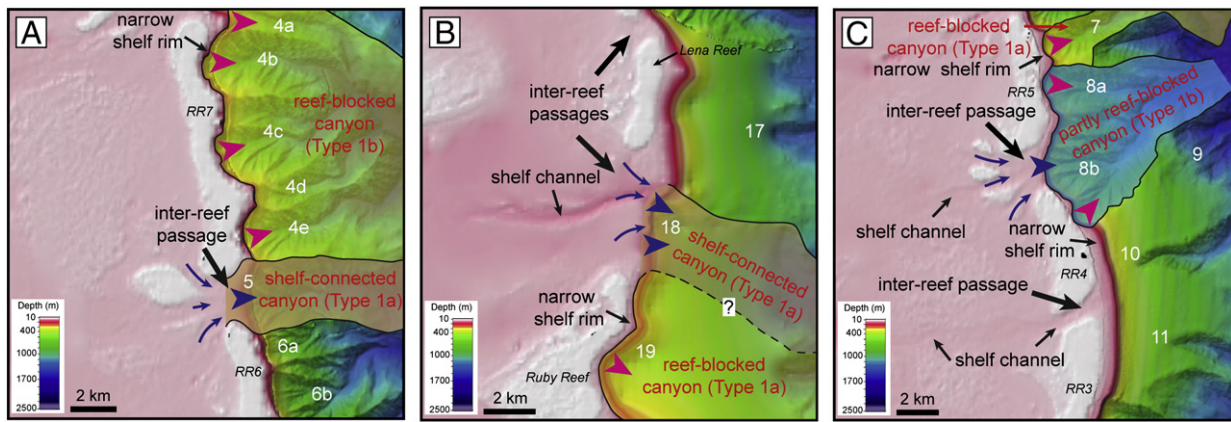 A
narrow
shelf rim
4a
4b
RR7
reef-blocked
canyon
(Type 1b)
4c
4d
4e
inter-reef
passage
5
shelf-connected
canyon (Type 1a)
6a
RR6
6b
Depth (m)
10
400
1000
1700
2500
2 km
B
Lena Reef
inter-reef
passages
17
shelf channel
18
shelf-connected
canyon (Type 1a)
?
narrow
shelf rim
19
Ruby Reef
reef-blocked
canyon (Type 1a)
Depth (m)
10
400
1000
1700
2500
2 km
C
reef-blocked
canyon (Type 1a)
7
narrow shelf rim
RR5
8a
inter-reef passage
partly reef-blocked
canyon (Type 1b)
8b
9
shelf channel
narrow
shelf rim
10
RR4
inter-reef passage
11
shelf channel
RR3
Depth (m)
10
400
1000
1700
2500
2 km